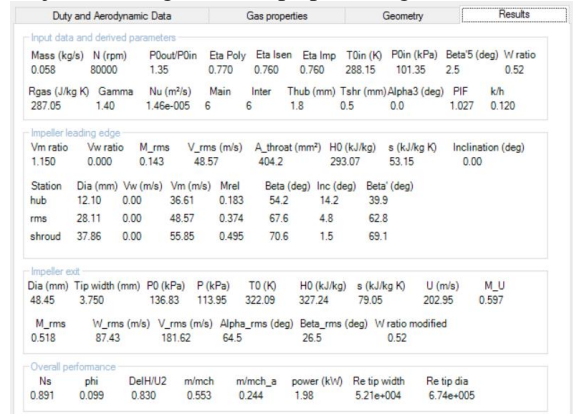 Duty and Aerodynamic Data Gas properties Geometry Results
Input data and derived parameters
Mass (kg/s) N (rpm) P0out/P0in Eta Poly Eta Isen Eta Imp T0in (K) P0in (kPa) Beta'5 (deg) W ratio
0.058 80000 1.35 0.770 0.760 0.760 288.15 101.35 2.5 0.52
Rgas (J/kg K) Gamma Nu (m²/s) Main Inter Thub (mm) Tshr (mm) Alpha3 (deg) PIF k/h
287.05 1.40 1.46e-005 6 6 1.8 0.5 0.0 1.027 0.120
Impeller leading edge
Vm ratio Vw ratio M_rms V_rms (m/s) A_throat (mm²) H0 (kJ/kg) s (kJ/kg K) Inclination (deg)
1.150 0.000 0.143 48.57 404.2 293.07 53.15 0.00
Station Dia (mm) Vw (m/s) Vm (m/s) Mrel Beta (deg) Inc (deg) Beta' (deg)
hub 12.10 0.00 36.61 0.183 54.2 14.2 39.9
rms 28.11 0.00 48.57 0.374 67.6 4.8 62.8
shroud 37.86 0.00 55.85 0.495 70.6 1.5 69.1
Impeller exit
Dia (mm) Tip width (mm) P0 (kPa) P (kPa) T0 (K) H0 (kJ/kg) s (kJ/kg K) U (m/s) M_U
48.45 3.750 136.83 113.95 322.09 327.24 79.05 202.95 0.597
M_rms W_rms (m/s) V_rms (m/s) Alpha_rms (deg) Beta_rms (deg) W ratio modified
0.518 87.43 181.62 64.5 26.5 0.52
Overall performance
Ns phi DelH/U2 m/mch m/mch_a power (kW) Re tip width Re tip dia
0.891 0.099 0.830 0.553 0.244 1.98 5.21e+004 6.74e+005